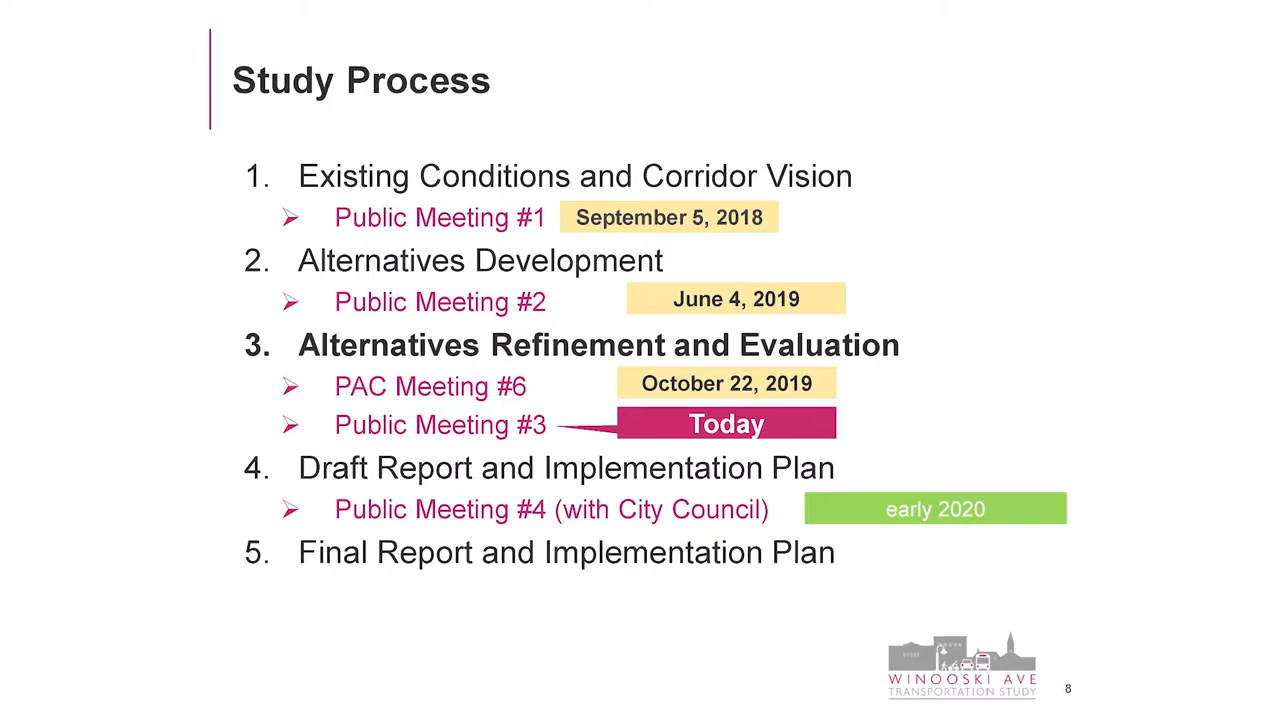 Study Process
1. Existing Conditions and Corridor Vision
Public Meeting #1 September 5, 2018
2. Alternatives Development
Public Meeting #2 June 4, 2019
3. Alternatives Refinement and Evaluation
PAC Meeting #6 October 22, 2019
Public Meeting #3 Today
4. Draft Report and Implementation Plan
Public Meeting #4 (with City Council) early 2020
5. Final Report and Implementation Plan
WINOOSKI AVE
TRANSPORTATION STUDY
8